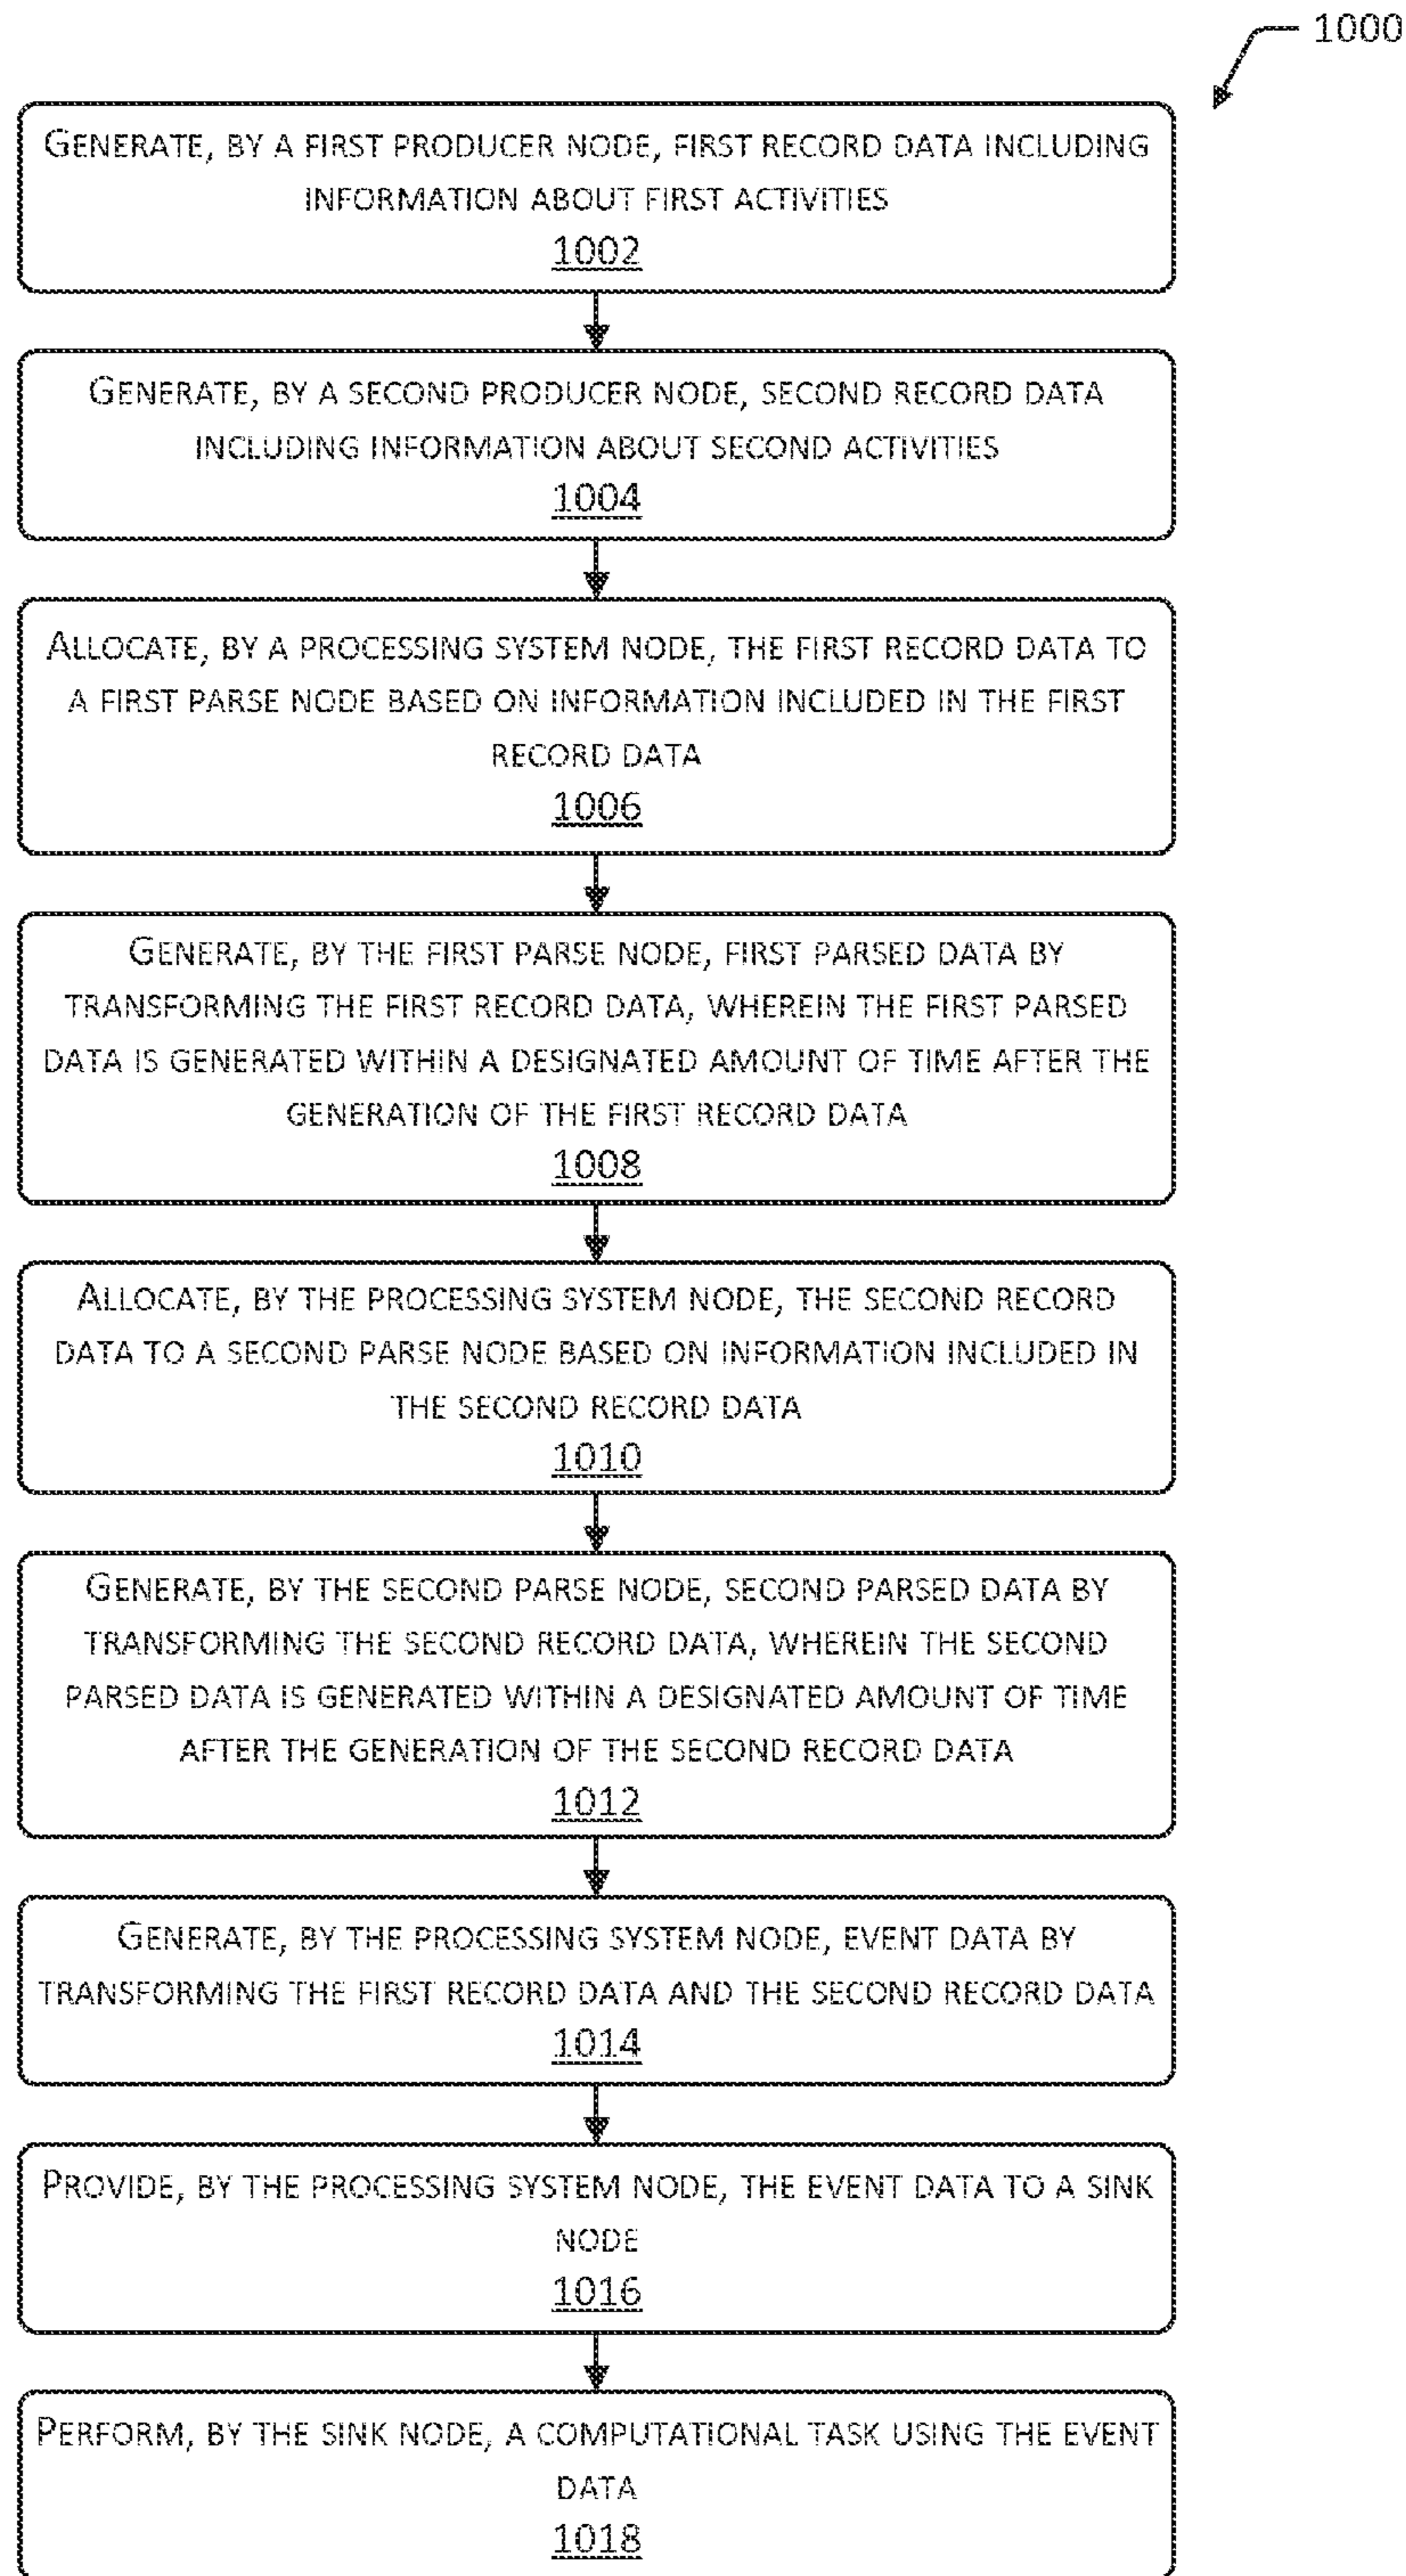 1000
GENERATE, BY A FIRST PRODUCER NODE, FIRST RECORD DATA INCLUDING
INFORMATION ABOUT FIRST ACTIVITIES
1002
GENERATE, BY A SECOND PRODUCER NODE, SECOND RECORD DATA
INCLUDING INFORMATION ABOUT SECOND ACTIVITIES
1004
ALLOCATE, BY A PROCESSING SYSTEM NODE, THE FIRST RECORD DATA TO
A FIRST PARSE NODE BASED ON INFORMATION INCLUDED IN THE FIRST
RECORD DATA
1006
GENERATE, BY THE FIRST PARSE NODE, FIRST PARSED DATA BY
TRANSFORMING THE FIRST RECORD DATA, WHEREIN THE FIRST PARSED
DATA IS GENERATED WITHIN A DESIGNATED AMOUNT OF TIME AFTER THE
GENERATION OF THE FIRST RECORD DATA
1008
ALLOCATE, BY THE PROCESSING SYSTEM NODE, THE SECOND RECORD
DATA TO A SECOND PARSE NODE BASED ON INFORMATION INCLUDED IN
THE SECOND RECORD DATA
1010
GENERATE, BY THE SECOND PARSE NODE, SECOND PARSED DATA BY
TRANSFORMING THE SECOND RECORD DATA, WHEREIN THE SECOND
PARSED DATA IS GENERATED WITHIN A DESIGNATED AMOUNT OF TIME
AFTER THE GENERATION OF THE SECOND RECORD DATA
1012
GENERATE, BY THE PROCESSING SYSTEM NODE, EVENT DATA BY
TRANSFORMING THE FIRST RECORD DATA AND THE SECOND RECORD DATA
1014
PROVIDE, BY THE PROCESSING SYSTEM NODE, THE EVENT DATA TO A SINK
NODE
1016
PERFORM, BY THE SINK NODE, A COMPUTATIONAL TASK USING THE EVENT
DATA
1018